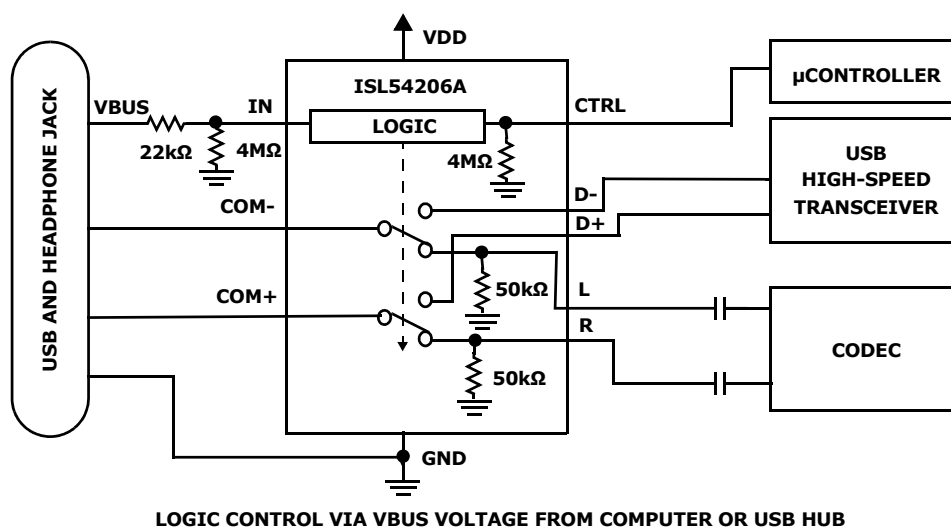 VDD
ISL54206A
µCONTROLLER
VBUS
IN
CTRL
LOGIC
22kΩ
4MΩ
4MΩ
USB
HIGH-SPEED
TRANSCEIVER
D-
COM-
D+
USB AND HEADPHONE JACK
50kΩ
L
COM+
R
CODEC
50kΩ
GND
LOGIC CONTROL VIA VBUS VOLTAGE FROM COMPUTER OR USB HUB